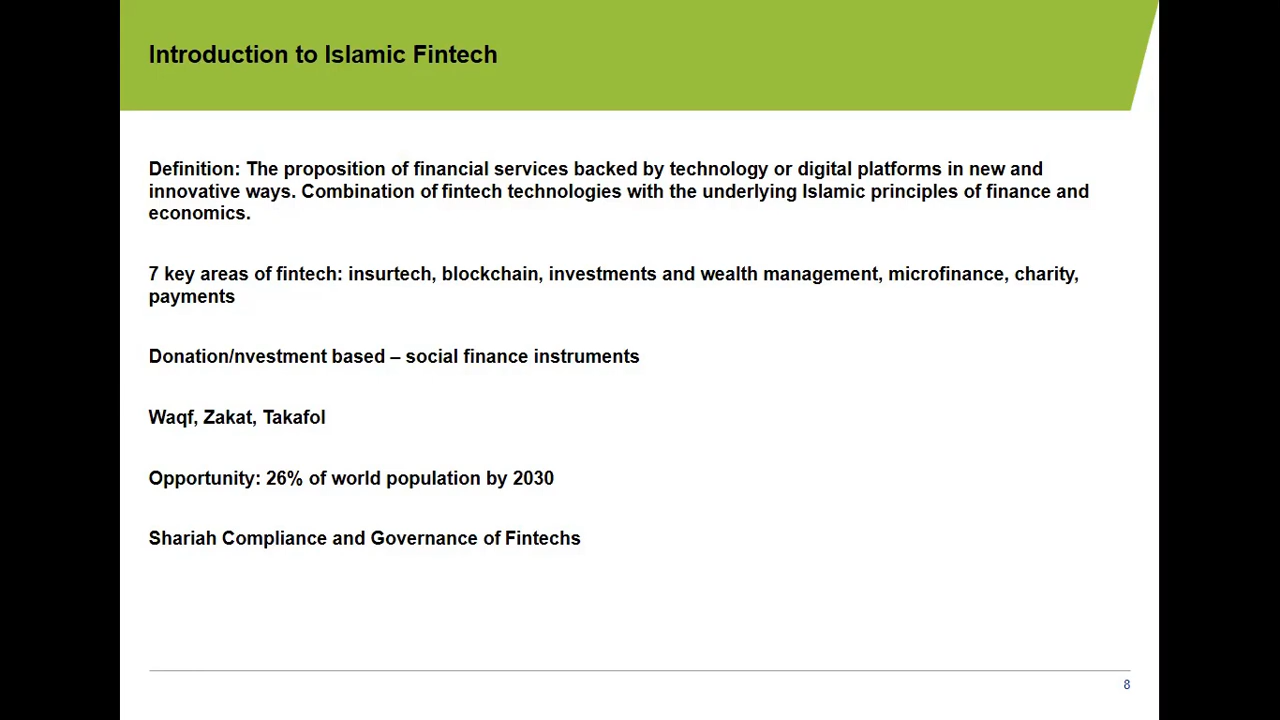 Introduction to Islamic Fintech
Definition: The proposition of financial services backed by technology or digital platforms in new and
innovative ways. Combination of fintech technologies with the underlying Islamic principles of finance and
economics.
7 key areas of fintech: insurtech, blockchain, investments and wealth management, microfinance, charity,
payments
Donation/nvestment based – social finance instruments
Waqf, Zakat, Takafol
Opportunity: 26% of world population by 2030
Shariah Compliance and Governance of Fintechs
8